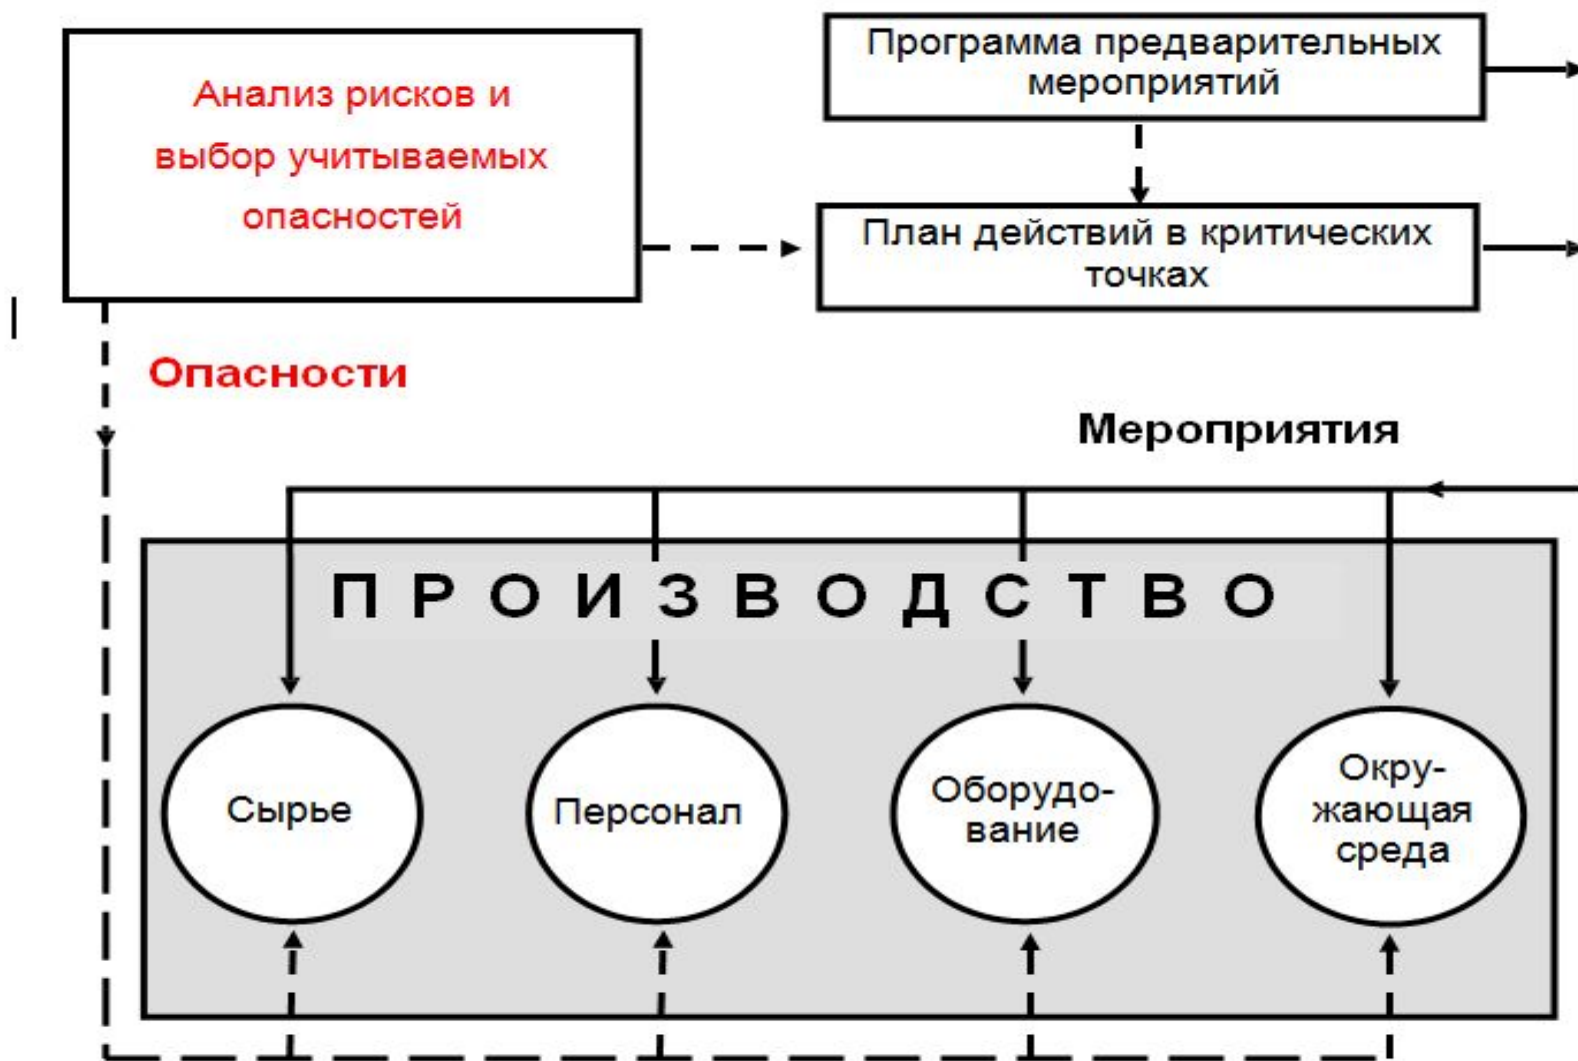 Анализ рисков и
выбор учитываемых
опасностей
Программа предварительных
мероприятий
План действий в критических
точках
Опасности
Мероприятия
П Р О И З В О Д С Т В О
Сырье
Персонал
Оборудо-
вание
Окру-
жающая
среда